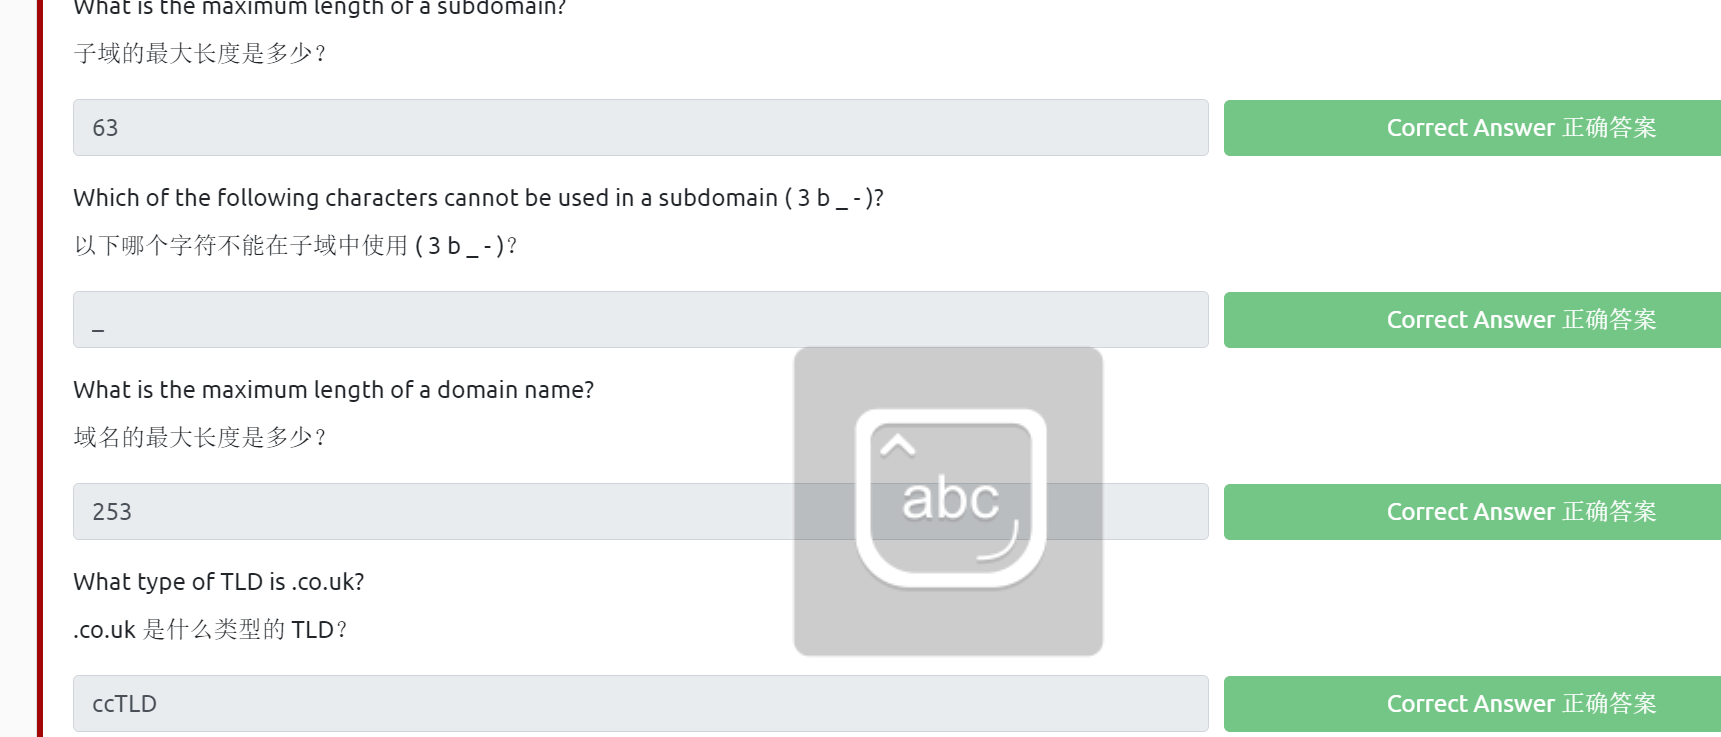 What is the maximum length of a subdomain?
子域的最大长度是多少？
63
Correct Answer 正确答案
Which of the following characters cannot be used in a subdomain ( 3 b _ - )?
以下哪个字符不能在子域中使用 ( 3 b _ - )？
_
Correct Answer 正确答案
What is the maximum length of a domain name?
域名的最大长度是多少？
253
abc
Correct Answer 正确答案
What type of TLD is .co.uk?
.co.uk 是什么类型的 TLD？
ccTLD
Correct Answer 正确答案